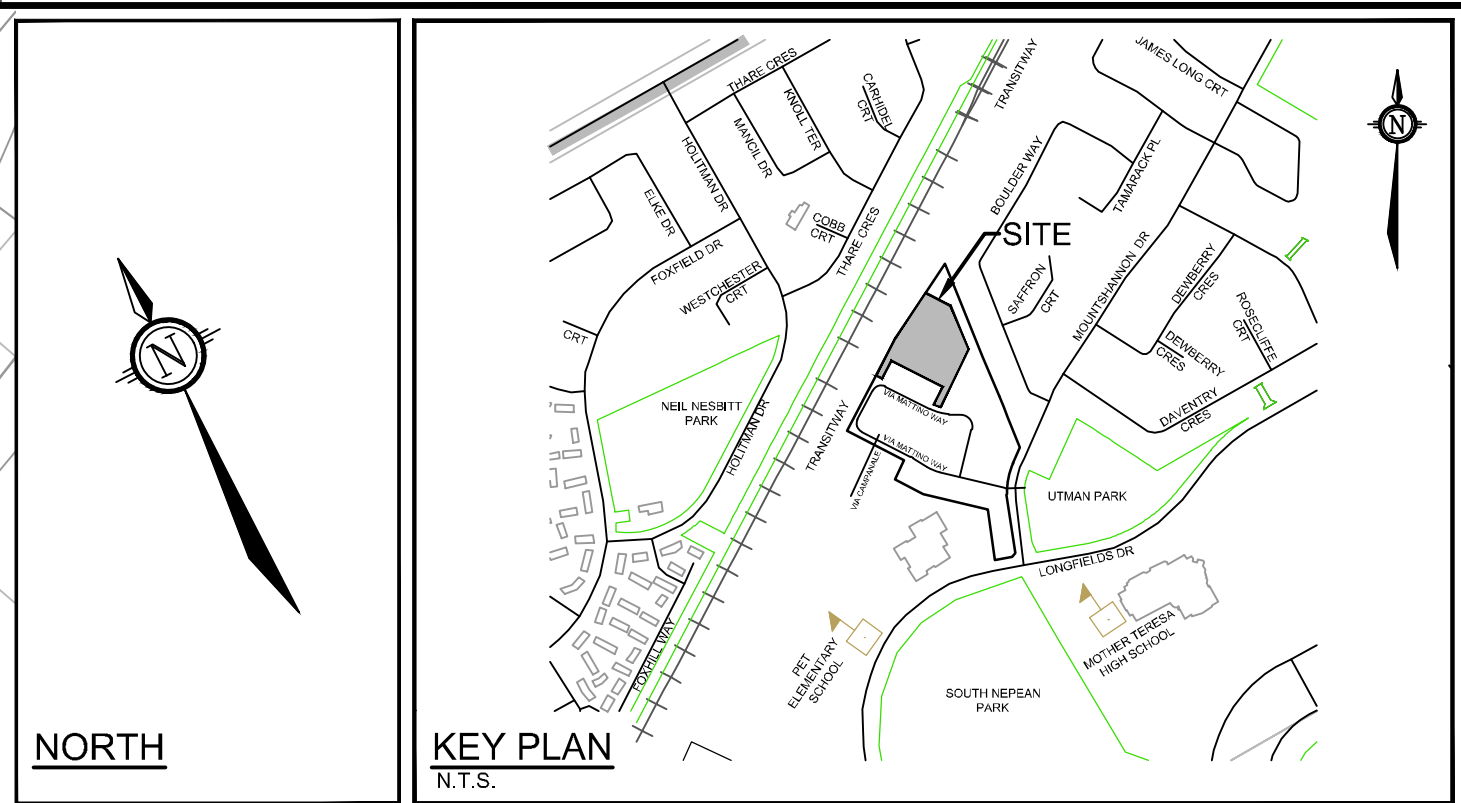 N
NORTH
THARE CRES
CARHIDEL
CRT
TRANSITWAY
JAMES LONG CRT
N
KNOLL TER
MANCIL DR
HOLITMAN DR
BOULDER WAY
TAMARACK PL
ELKE DR
COBB
CRT
THARE CRES
SITE
FOXFIELD DR
WESTCHESTER
CRT
SAFFRON
CRT
MOUNTSHANNON DR
DEWBERRY
CRES
ROSECLIFFE
CRT
CRT
DEWBERRY
CRES
NEIL NESBITT
PARK
HOLITMAN DR
TRANSITWAY
VIA MATTINO WAY
DAVENTRY
CRES
VIA MATTINO WAY
VIA CAMPANALE
UTMAN PARK
LONGFIELDS DR
FOXHILL WAY
PET
ELEMENTARY
SCHOOL
MOTHER TERESA
HIGH SCHOOL
SOUTH NEPEAN
PARK
KEY PLAN
N.T.S.